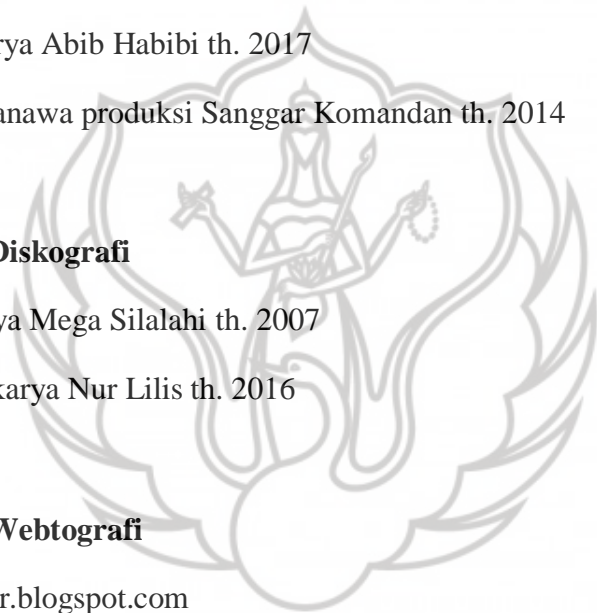 rya Abib Habibi th. 2017
anawa produksi Sanggar Komandan th. 2014
Diskografi
ya Mega Silalahi th. 2007
karya Nur Lilis th. 2016
Webtografi
r.blogspot.com